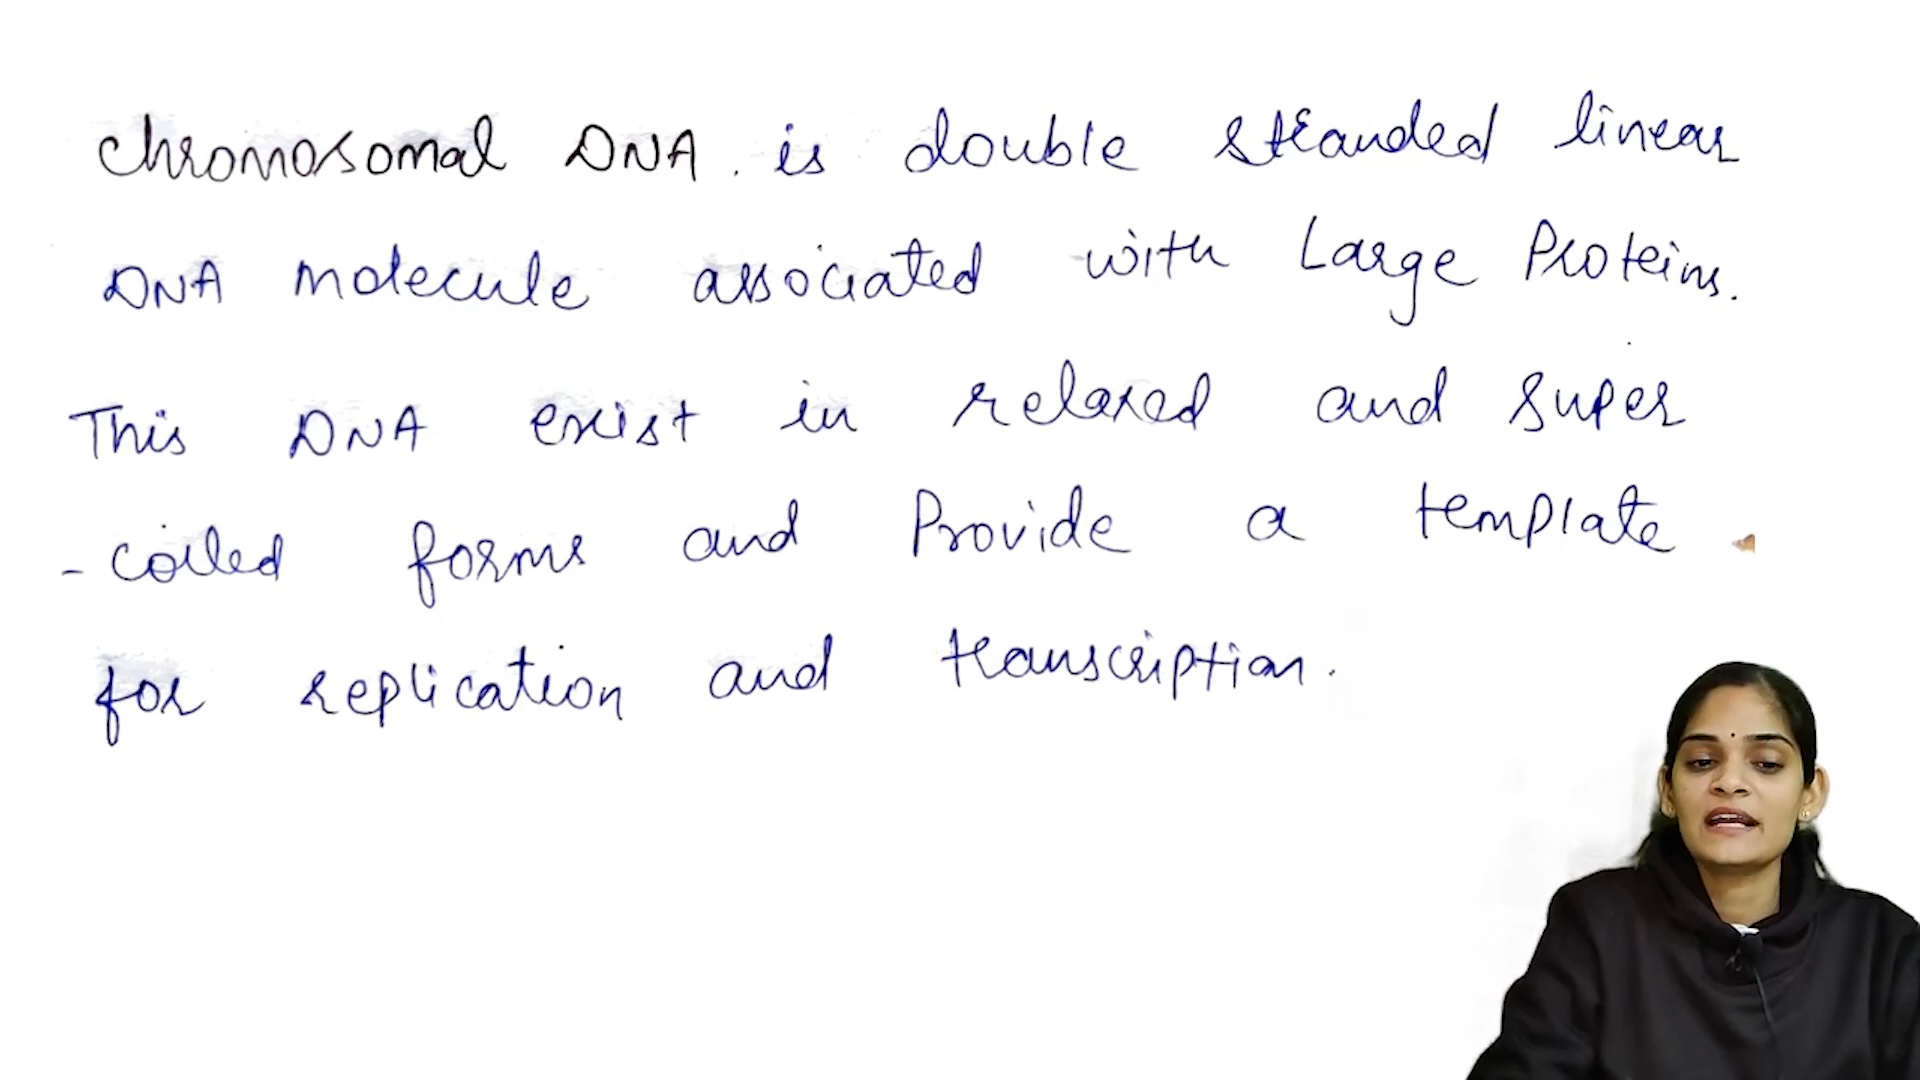 Chromosomal DNA. is double stranded linear
DNA molecule associated with Large Proteins.
This DNA exist in relaxed and super
- coiled forms and Provide a template
for replication and transcription.